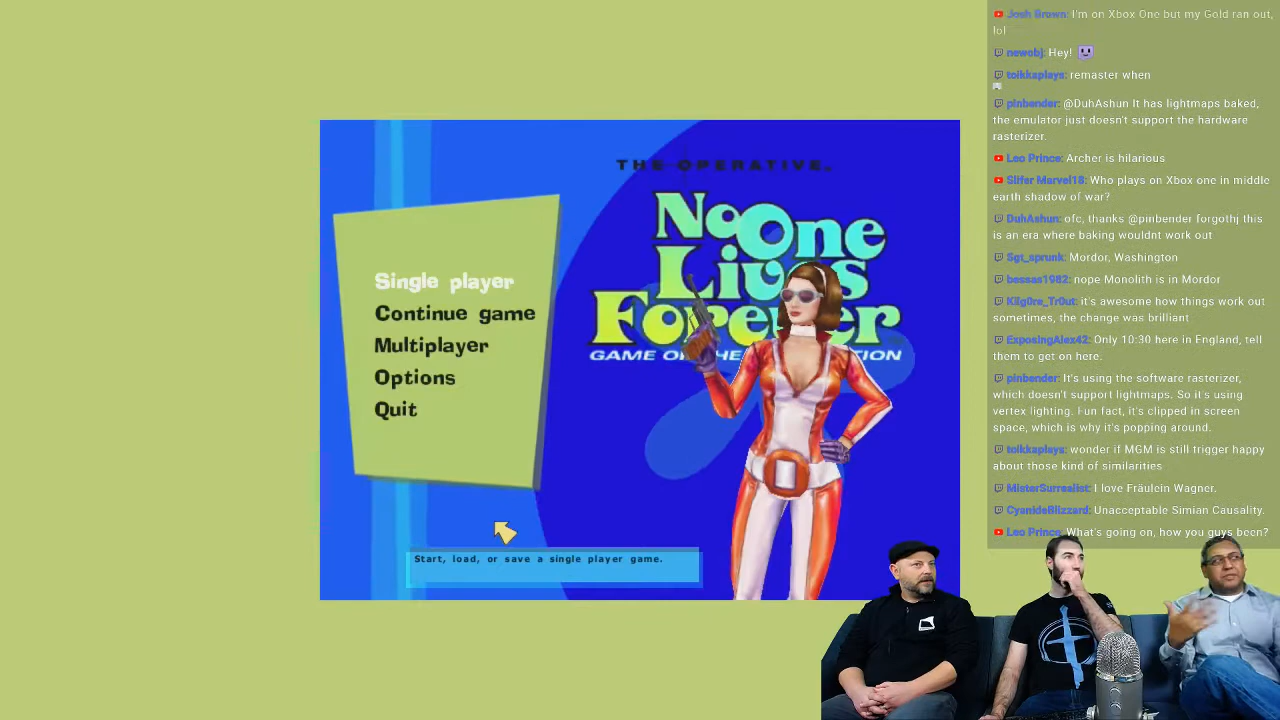 THE OPERATIVE.
No One
Lives
Forever
Single player
Continue game
Multiplayer
Options
Quit
Start, load, or save a single player game.
Josh Brown: I'm on Xbox One but my Gold ran out,
lol
newobj: Hey!
toikkaplays: remaster when
pinbender: @DuhAshun It has lightmaps baked,
the emulator just doesn't support the hardware
rasterizer.
Leo Prince: Archer is hilarious
Slifer Marvel18: Who plays on Xbox one in middle
earth shadow of war?
DuhAshun: ofc, thanks @pinbender forgothj this
is an era where baking wouldnt work out
Sgt_sprunk: Mordor, Washington
bassas1982: nope Monolith is in Mordor
Kilg0re_Tr0ut: it's awesome how things work out
sometimes, the change was brilliant
ExposingAlex42: Only 10:30 here in England, tell
them to get on here.
pinbender: It's using the software rasterizer,
which doesn't support lightmaps. So it's using
vertex lighting. Fun fact, it's clipped in screen
space, which is why it's popping around.
toikkaplays: wonder if MGM is still trigger happy
about those kind of similarities
MisterSurrealist: I love Fräulein Wagner.
CyanideBlizzard: Unacceptable Simian Causality.
Leo Prince: What's going on, how you guys been?